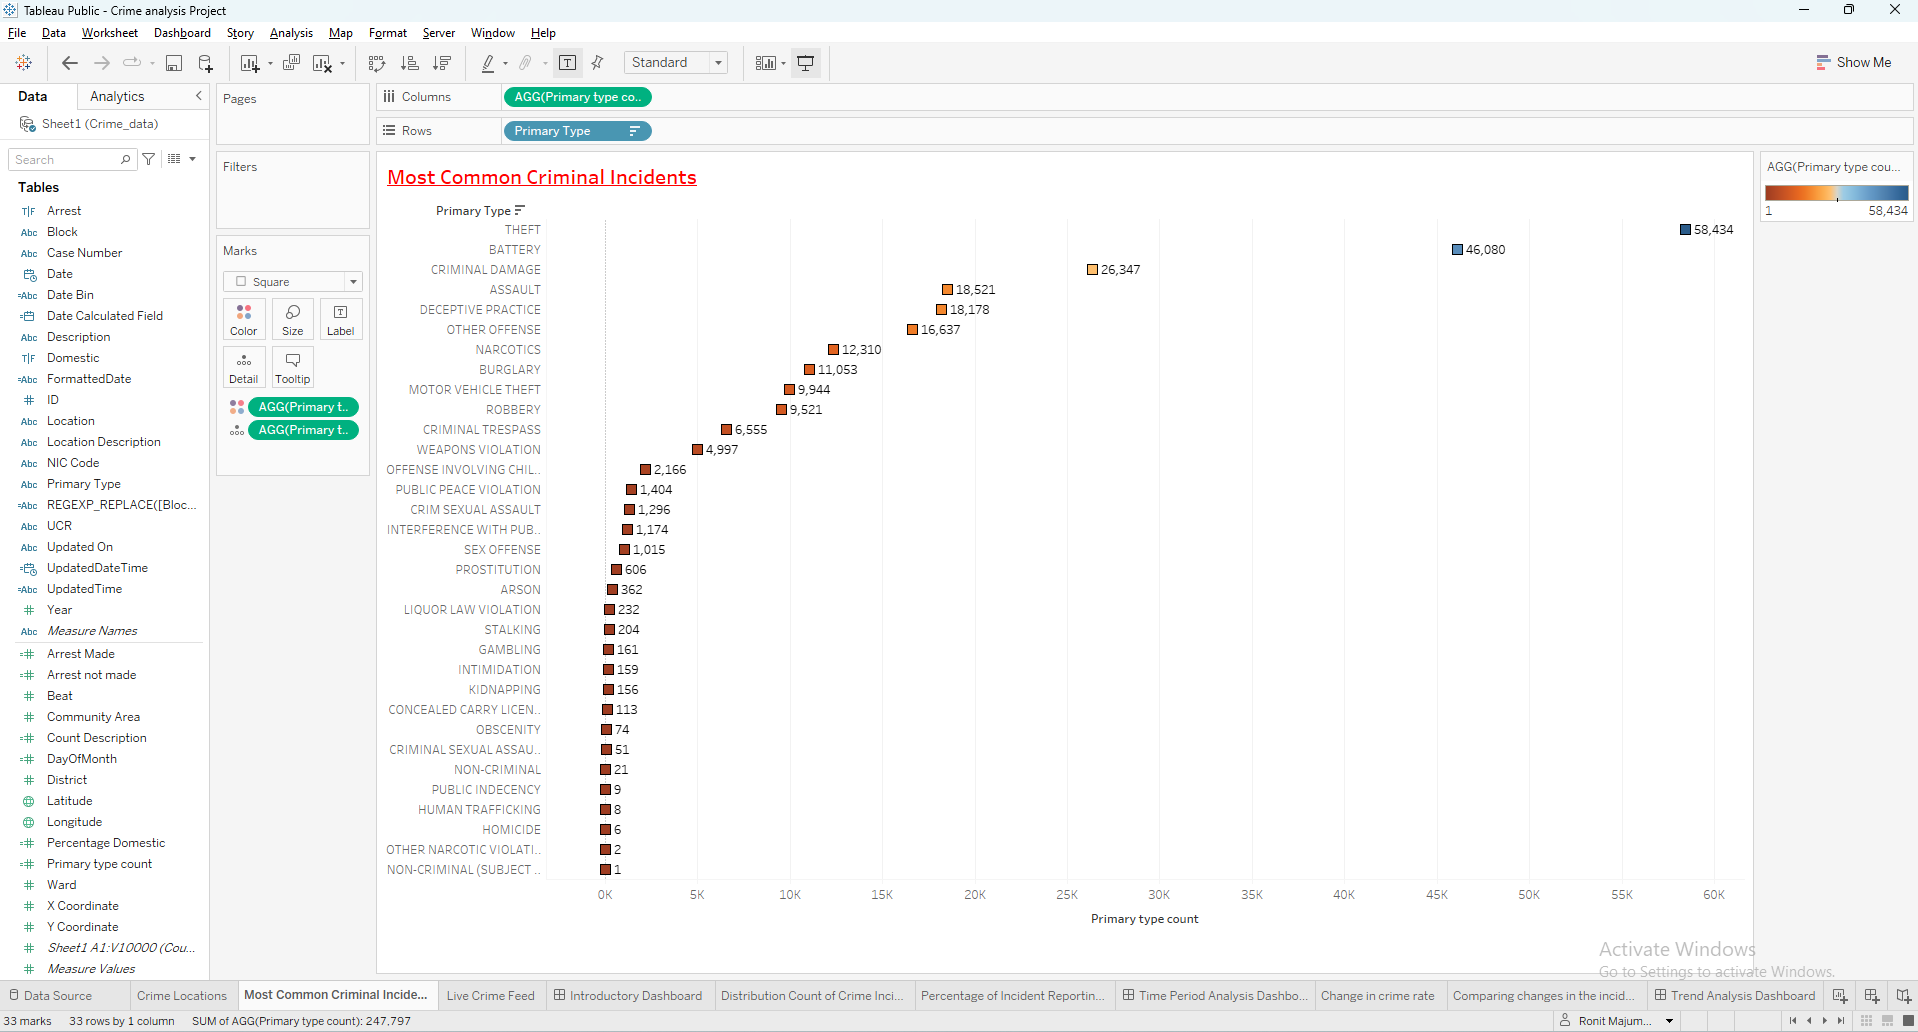 Tableau Public - Crime analysis Project
File Data Worksheet Dashboard Story Analysis Map Format Server Window Help
Standard
Show Me
Data Analytics
Sheet1 (Crime_data)
Search
Tables
T|F Arrest
Abc Block
Abc Case Number
Date
=Abc Date Bin
Date Calculated Field
Abc Description
T|F Domestic
=Abc FormattedDate
# ID
Abc Location
Abc Location Description
Abc NIC Code
Abc Primary Type
=Abc REGEXP_REPLACE([Bloc...
Abc UCR
Abc Updated On
UpdatedDateTime
=Abc UpdatedTime
# Year
Abc Measure Names
=# Arrest Made
=# Arrest not made
# Beat
# Community Area
=# Count Description
=# DayOfMonth
# District
Latitude
Longitude
=# Percentage Domestic
=# Primary type count
# Ward
# X Coordinate
# Y Coordinate
# Sheet1 A1:V10000 (Cou...
# Measure Values
Pages
Filters
Marks
Square
Color Size Label
Detail Tooltip
AGG(Primary t..
AGG(Primary t..
Columns AGG(Primary type co..
Rows Primary Type
Most Common Criminal Incidents
Primary Type
THEFT 58,434
BATTERY 46,080
CRIMINAL DAMAGE 26,347
ASSAULT 18,521
DECEPTIVE PRACTICE 18,178
OTHER OFFENSE 16,637
NARCOTICS 12,310
BURGLARY 11,053
MOTOR VEHICLE THEFT 9,944
ROBBERY 9,521
CRIMINAL TRESPASS 6,555
WEAPONS VIOLATION 4,997
OFFENSE INVOLVING CHIL.. 2,166
PUBLIC PEACE VIOLATION 1,404
CRIM SEXUAL ASSAULT 1,296
INTERFERENCE WITH PUB.. 1,174
SEX OFFENSE 1,015
PROSTITUTION 606
ARSON 362
LIQUOR LAW VIOLATION 232
STALKING 204
GAMBLING 161
INTIMIDATION 159
KIDNAPPING 156
CONCEALED CARRY LICEN.. 113
OBSCENITY 74
CRIMINAL SEXUAL ASSAU.. 51
NON-CRIMINAL 21
PUBLIC INDECENCY 9
HUMAN TRAFFICKING 8
HOMICIDE 6
OTHER NARCOTIC VIOLATI.. 2
NON-CRIMINAL (SUBJECT .. 1
0K 5K 10K 15K 20K 25K 30K 35K 40K 45K 50K 55K 60K
Primary type count
AGG(Primary type cou...
1 58,434
Activate Windows
Go to Settings to activate Windows.
Data Source Crime Locations Most Common Criminal Incide... Live Crime Feed Introductory Dashboard Distribution Count of Crime Inci... Percentage of Incident Reportin... Time Period Analysis Dashbo... Change in crime rate Comparing changes in the incid... Trend Analysis Dashboard
33 marks 33 rows by 1 column SUM of AGG(Primary type count): 247,797 Ronit Majum...